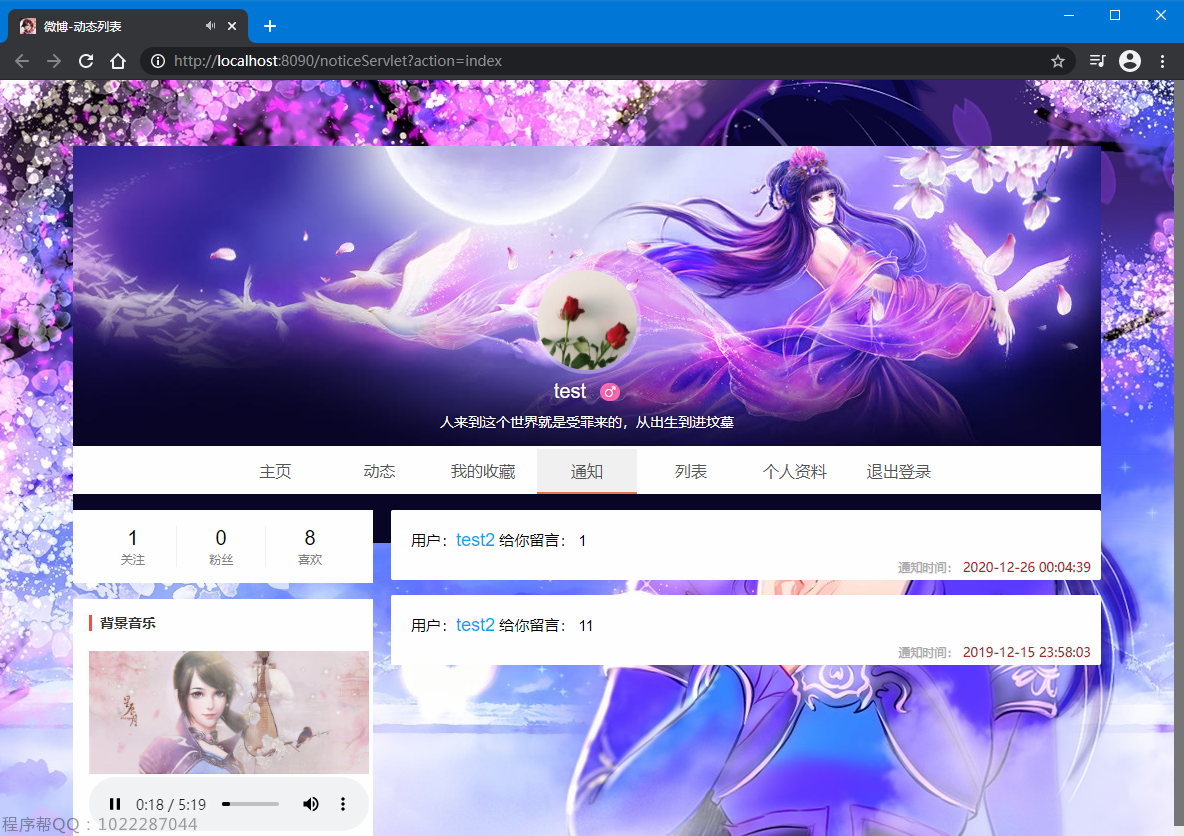 微博-动态列表
http://localhost:8090/noticeServlet?action=index
test
人来到这个世界就是受罪来的，从出生到进坟墓
主页 动态 我的收藏 通知 列表 个人资料 退出登录
1 0 8
关注 粉丝 喜欢
用户：test2 给你留言： 1
通知时间： 2020-12-26 00:04:39
用户：test2 给你留言： 11
通知时间： 2019-12-15 23:58:03
背景音乐
0:18 / 5:19
程序帮QQ：1022287044